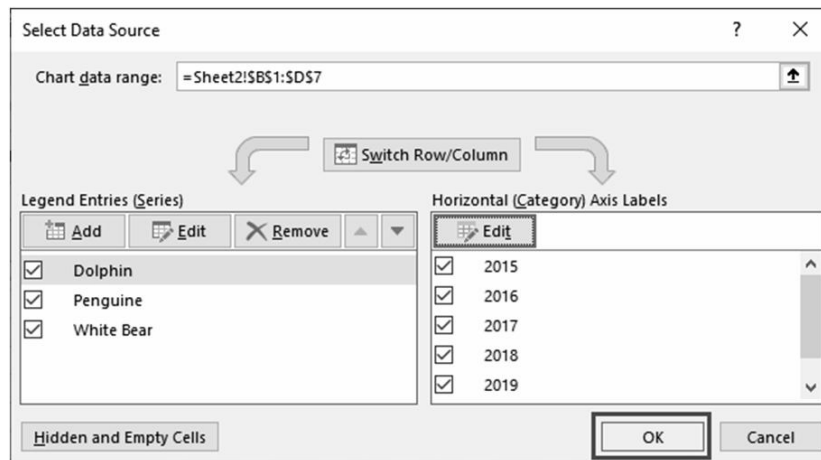 Select Data Source ? ×
Chart data range: =Sheet2!$B$1:$D$7
Switch Row/Column
Legend Entries (Series)
Add Edit Remove
Dolphin
Penguine
White Bear
Horizontal (Category) Axis Labels
Edit
2015
2016
2017
2018
2019
Hidden and Empty Cells OK Cancel